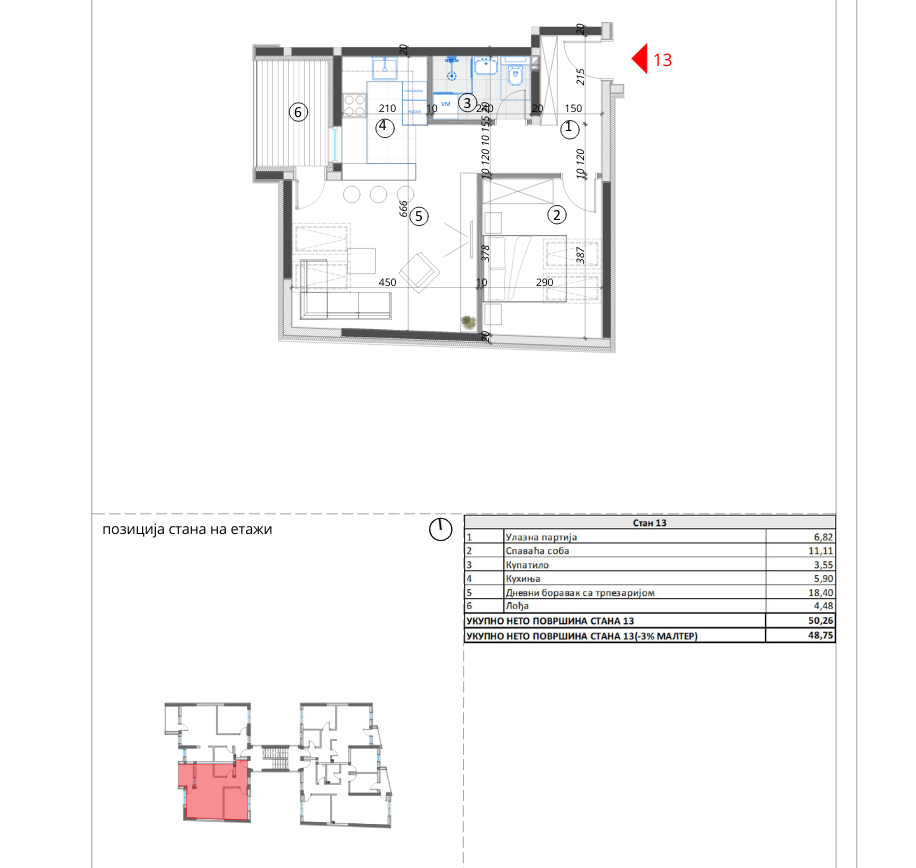 20
20
215
13
6
210
10
3
VM
240
20
20
150
4
1
10 120 10 155
10 120
666
5
2
378
387
450
10
290
20
позиција стана на етажи
Стан 13
1 Улазна партија 6,82
2 Спаваћа соба 11,11
3 Купатило 3,55
4 Кухиња 5,90
5 Дневни боравак са трпезаријом 18,40
6 Лођа 4,48
УКУПНО НЕТО ПОВРШИНА СТАНА 13 50,26
УКУПНО НЕТО ПОВРШИНА СТАНА 13(-3% МАЛТЕР) 48,75